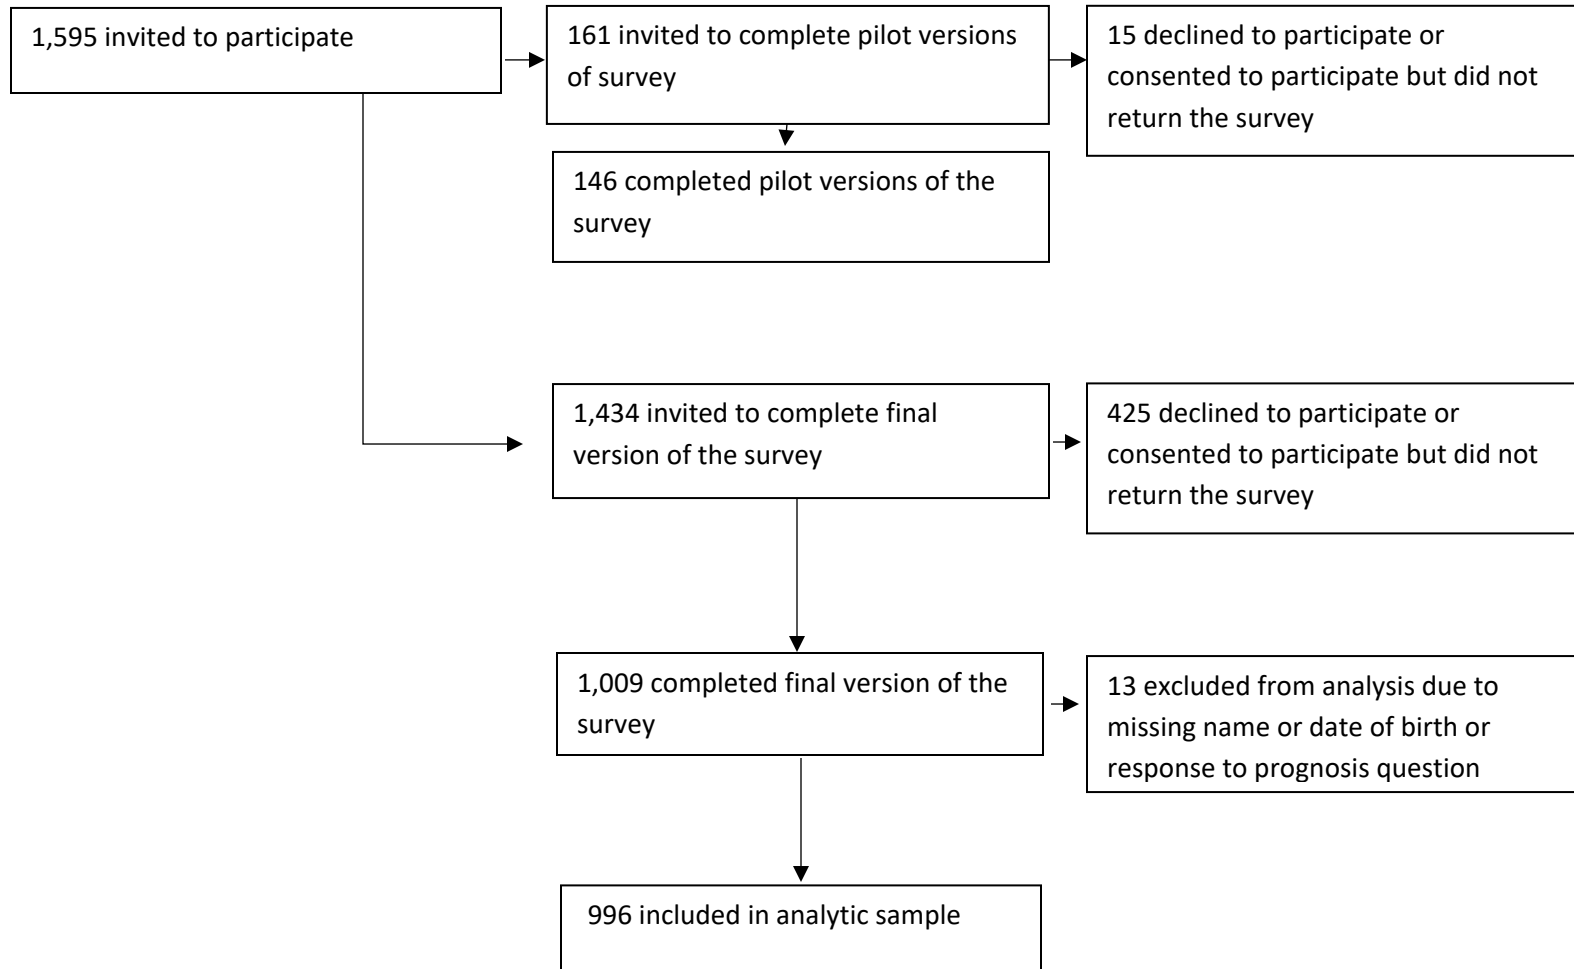 1,595 invited to participate
161 invited to complete pilot versions
of survey
15 declined to participate or
consented to participate but did not
return the survey
146 completed pilot versions of the
survey
1,434 invited to complete final
version of the survey
425 declined to participate or
consented to participate but did not
return the survey
1,009 completed final version of the
survey
13 excluded from analysis due to
missing name or date of birth or
response to prognosis question
996 included in analytic sample